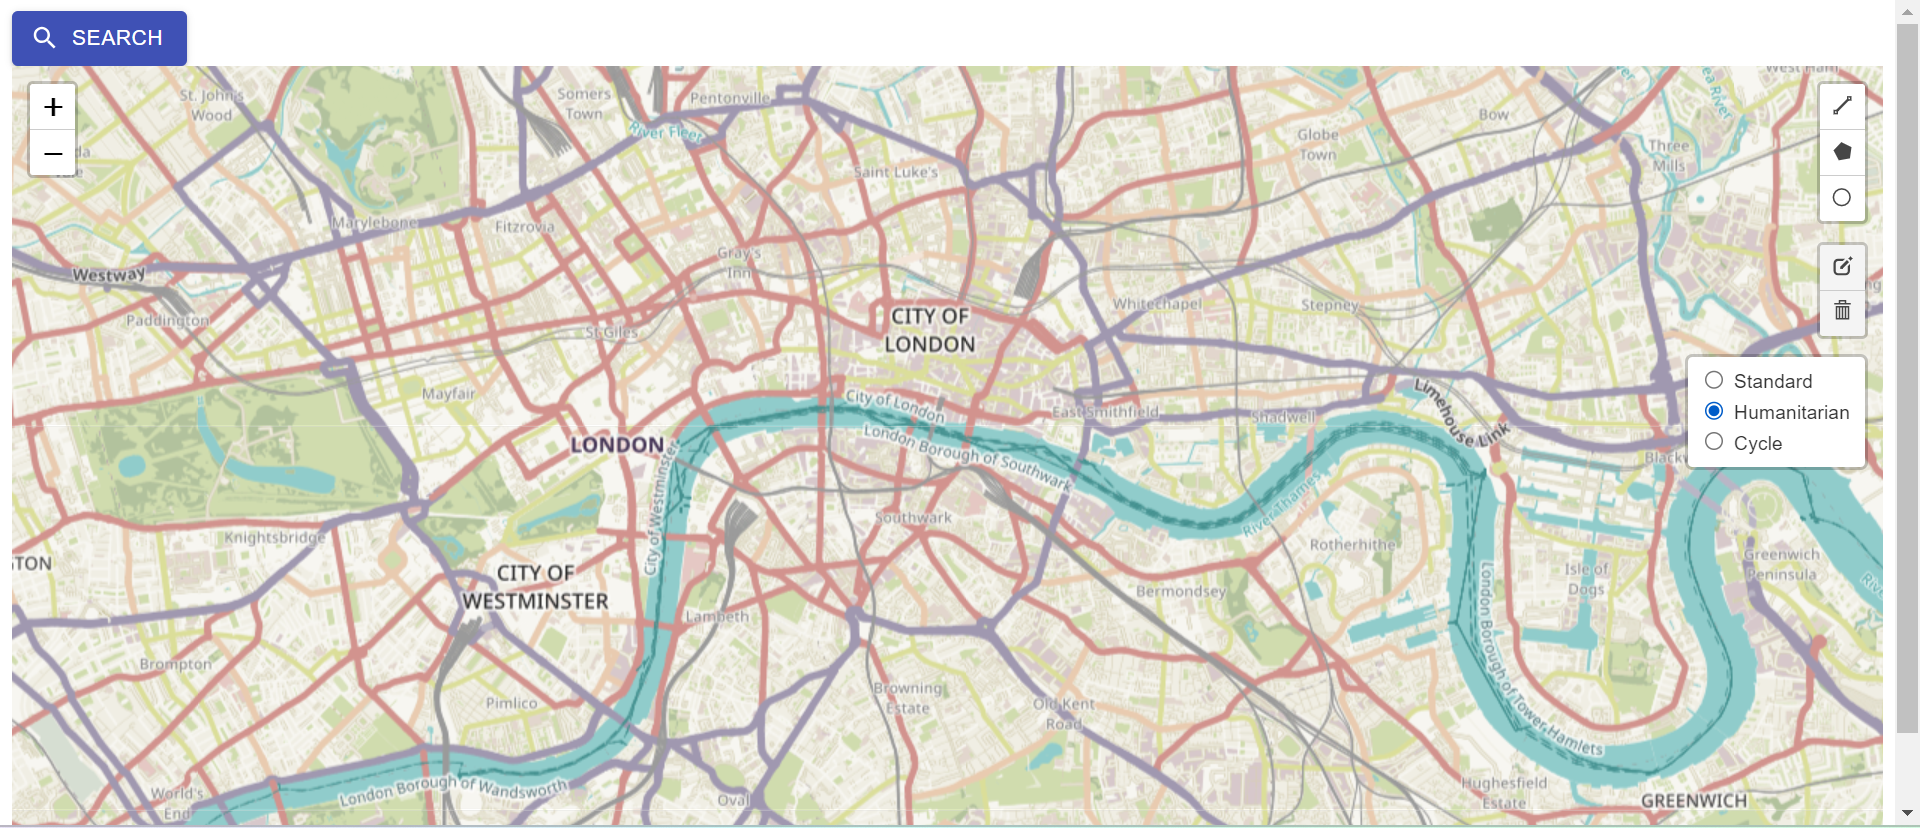 SEARCH
+
−
St. John's
Wood
Somers
Town
Pentonville
River Fleet
Saint Luke's
Globe
Town
Bow
Three
Mills
Marylebone
Fitzrovia
Gray's
Inn
Westway
Paddington
St Giles
CITY OF
LONDON
Whitechapel
Stepney
Mayfair
Standard
Humanitarian
Cycle
City of London
East Smithfield
Shadwell
Limehouse Link
LONDON
London Borough of Southwark
City of Westminster
River Thames
Knightsbridge
Southwark
Rotherhithe
Greenwich
Peninsula
CITY OF
WESTMINSTER
Isle of
Dogs
Lambeth
Bermondsey
London Borough of Tower Hamlets
Brompton
Pimlico
Browning
Estate
Old Kent
Road
London Borough of Wandsworth
World's
End
Oval
Hughesfield
Estate
GREENWICH